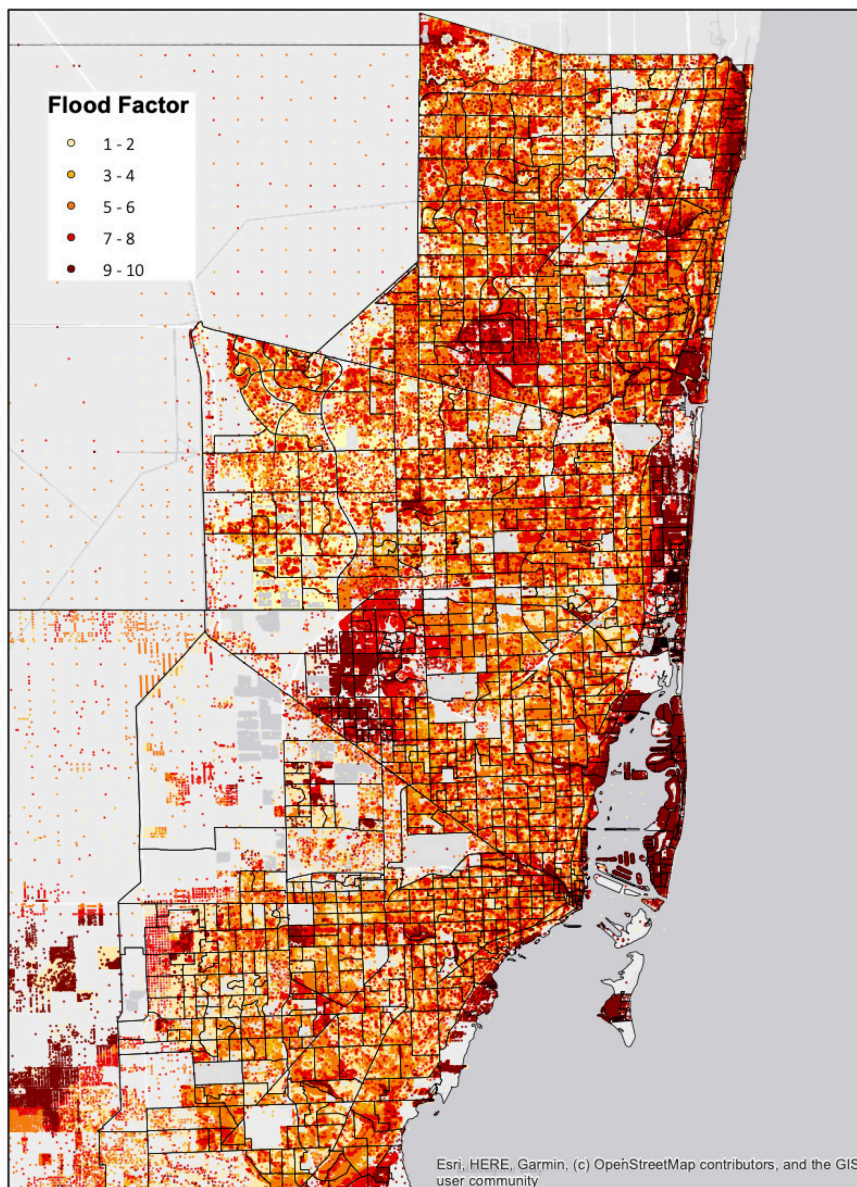 Flood Factor
1 - 2
3 - 4
5 - 6
7 - 8
9 - 10
Esri, HERE, Garmin, (c) OpenStreetMap contributors, and the GIS
user community